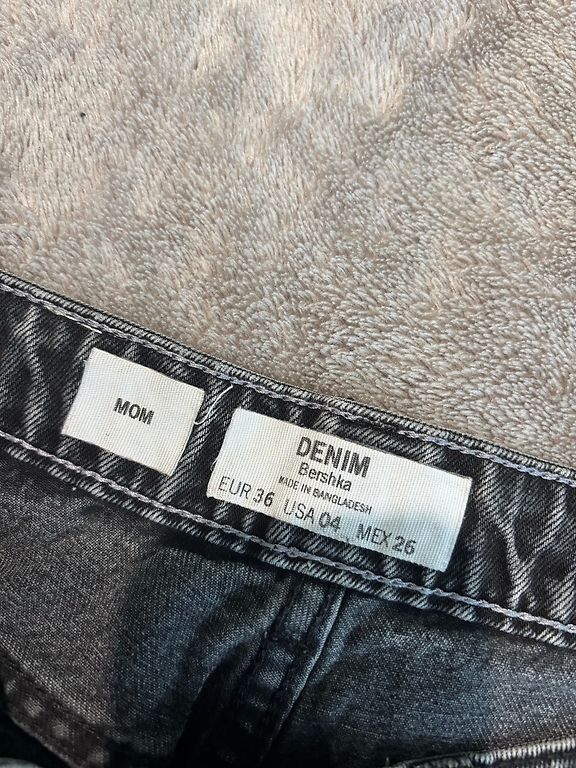 MOM
DENIM
Bershka
MADE IN BANGLADESH
EUR 36 USA 04 MEX 26